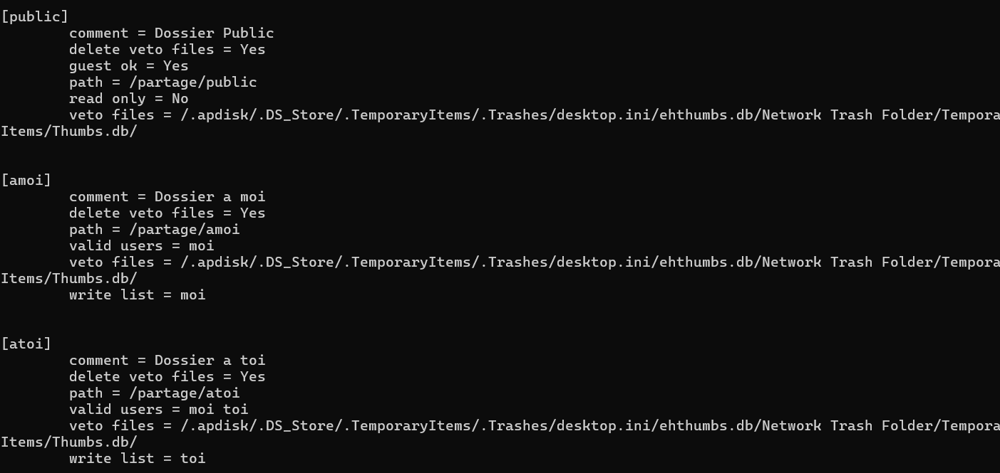 [public]
        comment = Dossier Public
        delete veto files = Yes
        guest ok = Yes
        path = /partage/public
        read only = No
        veto files = /.apdisk/.DS_Store/.TemporaryItems/.Trashes/desktop.ini/ehthumbs.db/Network Trash Folder/Tempora
Items/Thumbs.db/
[amoi]
        comment = Dossier a moi
        delete veto files = Yes
        path = /partage/amoi
        valid users = moi
        veto files = /.apdisk/.DS_Store/.TemporaryItems/.Trashes/desktop.ini/ehthumbs.db/Network Trash Folder/Tempora
Items/Thumbs.db/
        write list = moi
[atoi]
        comment = Dossier a toi
        delete veto files = Yes
        path = /partage/atoi
        valid users = moi toi
        veto files = /.apdisk/.DS_Store/.TemporaryItems/.Trashes/desktop.ini/ehthumbs.db/Network Trash Folder/Tempora
Items/Thumbs.db/
        write list = toi